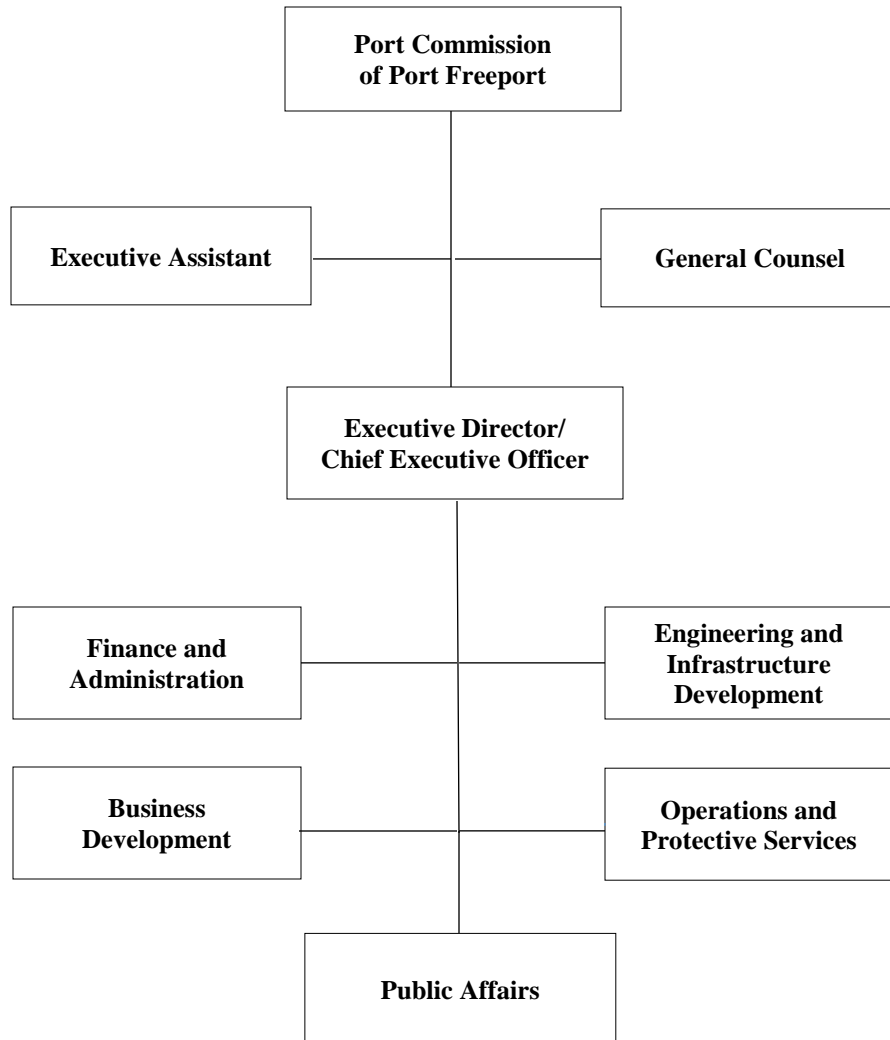 Port Commission
of Port Freeport
Executive Assistant
General Counsel
Executive Director/
Chief Executive Officer
Finance and
Administration
Engineering and
Infrastructure
Development
Business
Development
Operations and
Protective Services
Public Affairs